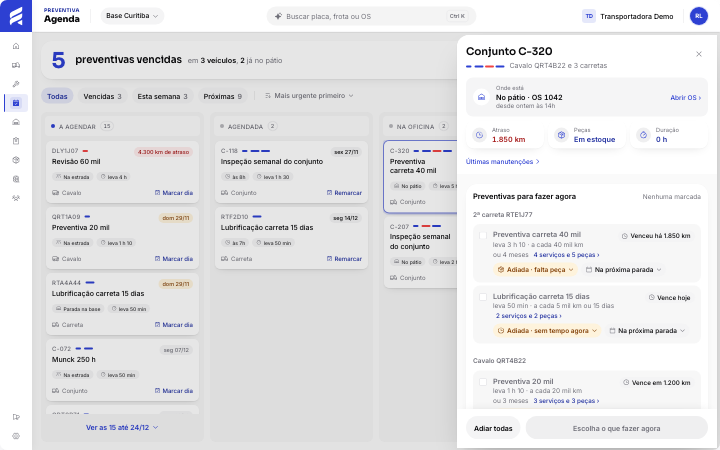 PREVENTIVA
Agenda
Base Curitiba
Buscar placa, frota ou OS
Ctrl K
TD
Transportadora Demo
RL
5 preventivas vencidas em 3 veículos, 2 já no pátio
Todas
Vencidas 3
Esta semana 3
Próximas 9
Mais urgente primeiro
A AGENDAR 15
DLY1J07
4.300 km de atraso
Revisão 60 mil
Na estrada
leva 4 h
Cavalo
Marcar dia
QRT1A09
dom 29/11
Preventiva 20 mil
Na estrada
leva 1 h 10
Cavalo
Marcar dia
RTA4A44
dom 29/11
Lubrificação carreta 15 dias
Parada na base
leva 50 min
Carreta
Marcar dia
C-072
seg 07/12
Munck 250 h
Na estrada
leva 50 min
Conjunto
Marcar dia
Ver as 15 até 24/12
AGENDADA 2
C-118
sex 27/11
Inspeção semanal do conjunto
às 8h
leva 1 h 30
Conjunto
Remarcar
RTF2D10
seg 14/12
Lubrificação carreta 15 dias
às 7h
leva 50 min
Carreta
Remarcar
NA OFICINA 2
C-320
Preventiva
carreta 40 mil
No pátio
leva 3
Conjunto
C-207
Inspeção semanal
do conjunto
No pátio
leva 2
Conjunto
Conjunto C-320
Cavalo QRT4B22 e 3 carretas
Onde está
No pátio · OS 1042
desde ontem às 14h
Abrir OS ›
Atraso
1.850 km
Peças
Em estoque
Duração
0 h
Últimas manutenções ›
Preventivas para fazer agora
Nenhuma marcada
2ª carreta RTE1J77
Preventiva carreta 40 mil
Venceu há 1.850 km
leva 3 h 10 · a cada 40 mil km
ou 4 meses 4 serviços e 5 peças ›
Adiada · falta peça
Na próxima parada
Lubrificação carreta 15 dias
Vence hoje
leva 50 min · a cada 5 mil km ou 15 dias
2 serviços e 2 peças ›
Adiada · sem tempo agora
Na próxima parada
Cavalo QRT4B22
Preventiva 20 mil
Vence em 1.200 km
leva 1 h 10 · a cada 20 mil km
ou 3 meses 3 serviços e 3 peças ›
Adiar todas
Escolha o que fazer agora